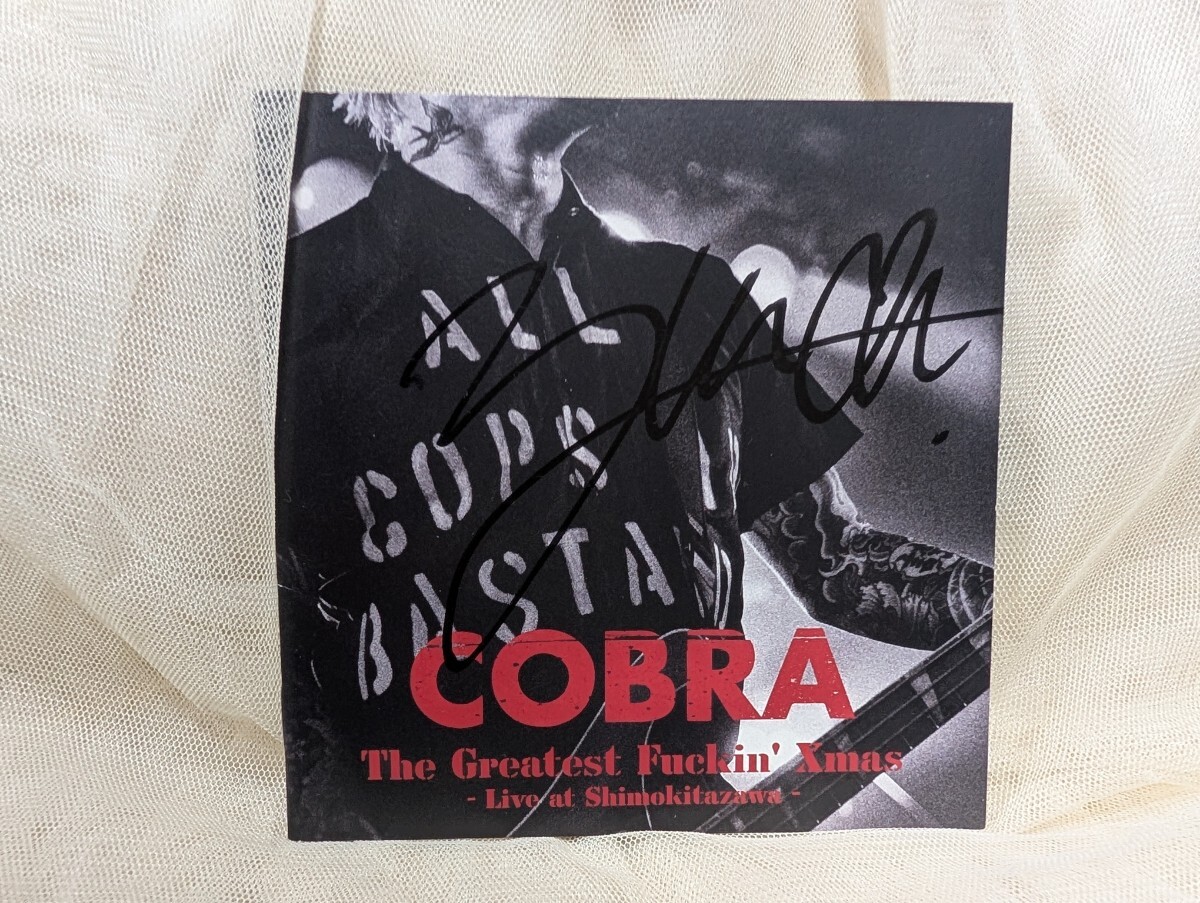 ALL
COPS
BASTA
COBRA
The Greatest Fuckin' Xmas
- Live at Shimokitazawa -